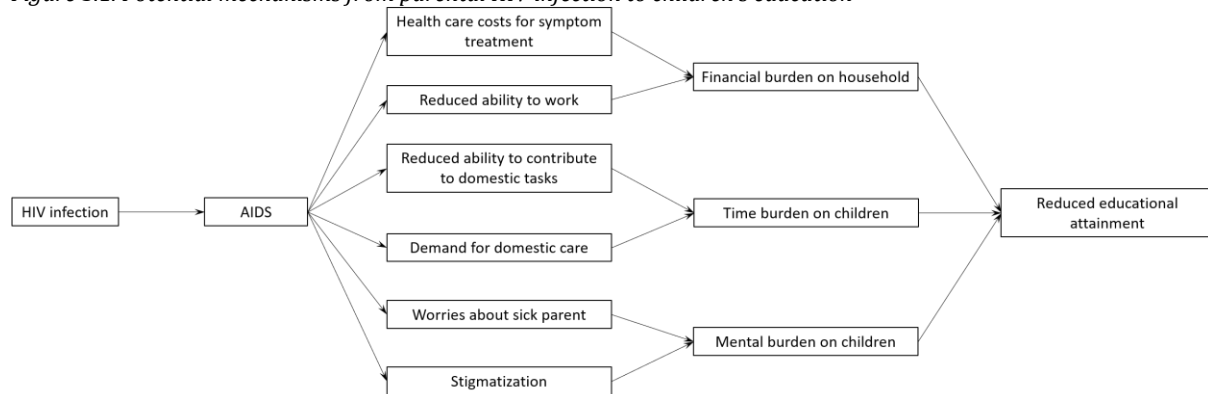 Health care costs for symptom
treatment
Financial burden on household
Reduced ability to work
Reduced ability to contribute
to domestic tasks
HIV infection
AIDS
Time burden on children
Reduced educational
attainment
Demand for domestic care
Worries about sick parent
Mental burden on children
Stigmatization